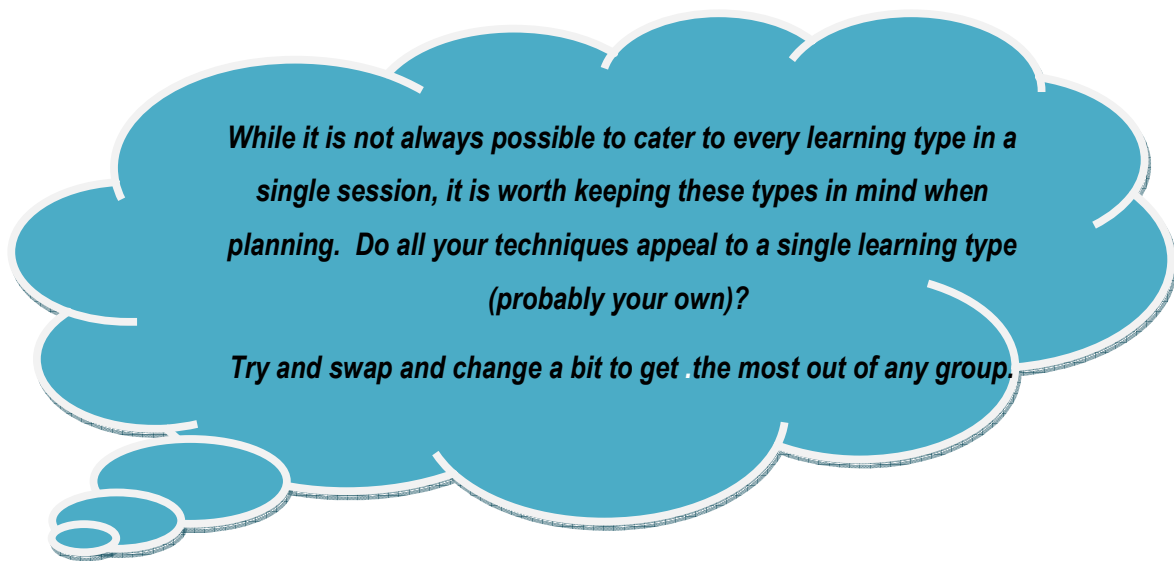 While it is not always possible to cater to every learning type in a
single session, it is worth keeping these types in mind when
planning.  Do all your techniques appeal to a single learning type
(probably your own)?
Try and swap and change a bit to get .the most out of any group.